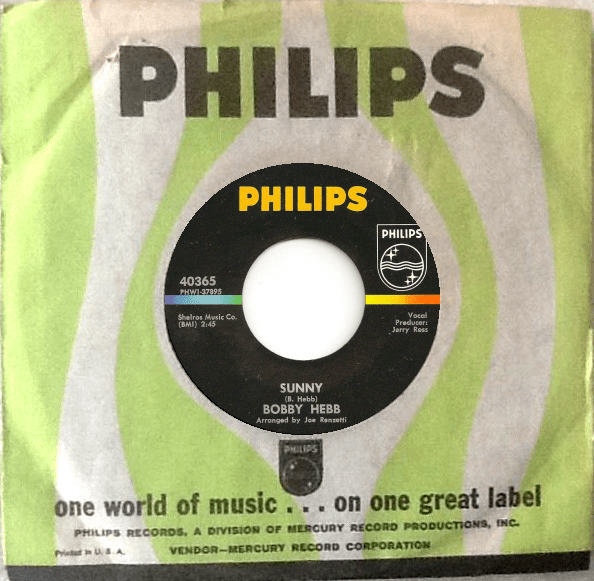 PHILIPS
PHILIPS
PHILIPS
40365
PHW1-37895
Shelros Music Co.
(BMI) 2:45
Vocal
Producer:
Jerry Ross
SUNNY
(B. Hebb)
BOBBY HEBB
Arranged by Joe Renzetti
PHILIPS
one world of music . . . on one great label
PHILIPS RECORDS, A DIVISION OF MERCURY RECORD PRODUCTIONS, INC.
Printed in U. S. A.
VENDOR—MERCURY RECORD CORPORATION